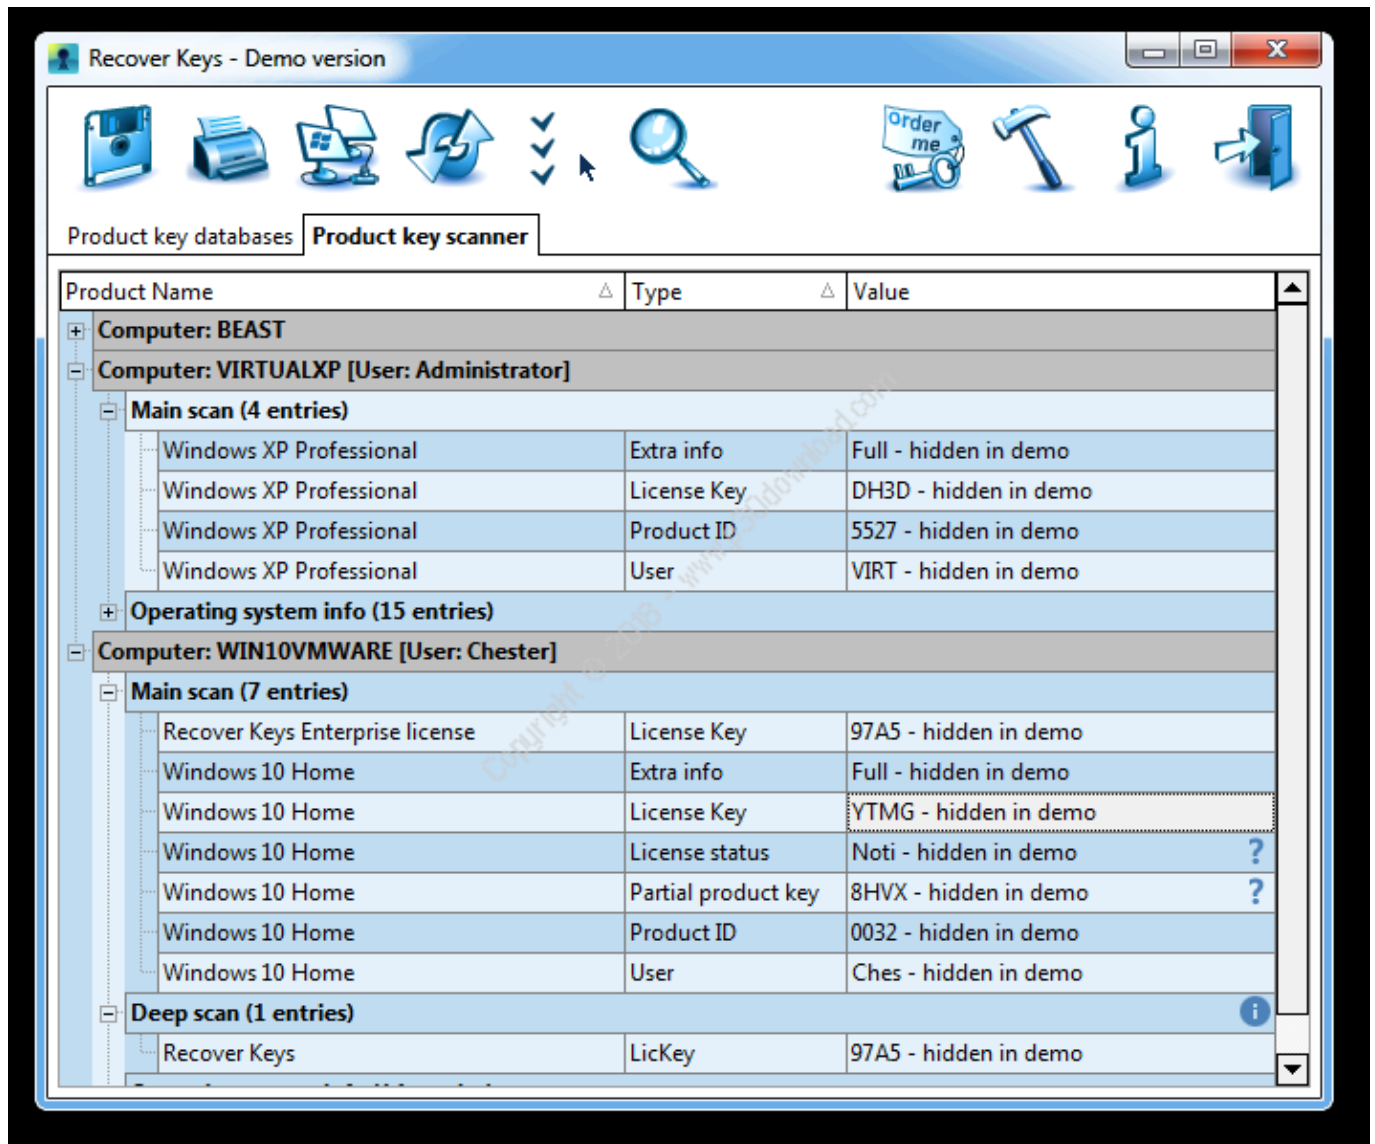 Recover Keys - Demo version
order
me
Product key databases Product key scanner
Product Name Type Value
Computer: BEAST
Computer: VIRTUALXP [User: Administrator]
Main scan (4 entries)
Windows XP Professional Extra info Full - hidden in demo
Windows XP Professional License Key DH3D - hidden in demo
Windows XP Professional Product ID 5527 - hidden in demo
Windows XP Professional User VIRT - hidden in demo
Operating system info (15 entries)
Computer: WIN10VMWARE [User: Chester]
Main scan (7 entries)
Recover Keys Enterprise license License Key 97A5 - hidden in demo
Windows 10 Home Extra info Full - hidden in demo
Windows 10 Home License Key YTMG - hidden in demo
Windows 10 Home License status Noti - hidden in demo ?
Windows 10 Home Partial product key 8HVX - hidden in demo ?
Windows 10 Home Product ID 0032 - hidden in demo
Windows 10 Home User Ches - hidden in demo
Deep scan (1 entries) i
Recover Keys LicKey 97A5 - hidden in demo
Copyright © 2018 - www.p30download.com